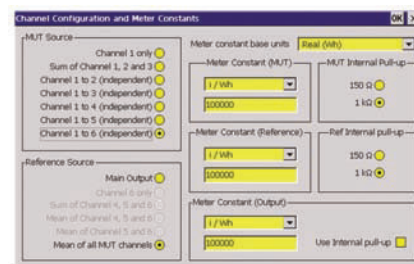 Channel Configuration and Meter Constants
OK
MUT Source
Channel 1 only
Sum of Channel 1, 2 and 3
Channel 1 to 2 (independent)
Channel 1 to 3 (independent)
Channel 1 to 4 (independent)
Channel 1 to 5 (independent)
Channel 1 to 6 (independent)
Reference Source
Main Output
Channel 6 only
Sum of Channel 4, 5 and 6
Mean of Channel 4, 5 and 6
Mean of Channel 5 and 6
Mean of all MUT channels
Meter constant base units
Real (Wh)
Meter Constant (MUT)
i / Wh
100000
MUT Internal Pull-up
150 Ω
1 kΩ
Meter Constant (Reference)
i / Wh
100000
Ref Internal pull-up
150 Ω
1 kΩ
Meter Constant (Output)
i / Wh
100000
Use Internal pull-up